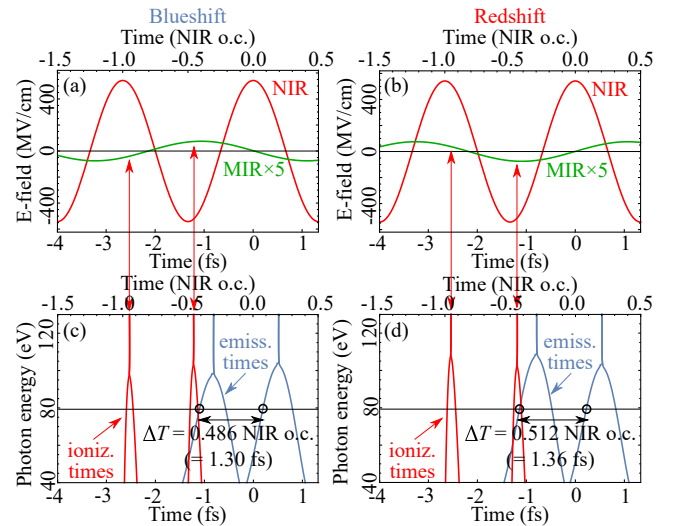 Blueshift
Time (NIR o.c.)
-1.5 -1.0 -0.5 0.0 0.5
(a)
NIR
MIR×5
E-field (MV/cm)
400
0
-400
-4 -3 -2 -1 0 1
Time (fs)
Redshift
Time (NIR o.c.)
-1.5 -1.0 -0.5 0.0 0.5
(b)
NIR
MIR×5
E-field (MV/cm)
400
0
-400
-4 -3 -2 -1 0 1
Time (fs)
Time (NIR o.c.)
-1.5 -1.0 -0.5 0.0 0.5
(c)
emiss.
times
ΔT = 0.486 NIR o.c.
(= 1.30 fs)
ioniz.
times
Photon energy (eV)
120
80
40
-4 -3 -2 -1 0 1
Time (fs)
Time (NIR o.c.)
-1.5 -1.0 -0.5 0.0 0.5
(d)
emiss.
times
ΔT = 0.512 NIR o.c.
(= 1.36 fs)
ioniz.
times
Photon energy (eV)
120
80
40
-4 -3 -2 -1 0 1
Time (fs)